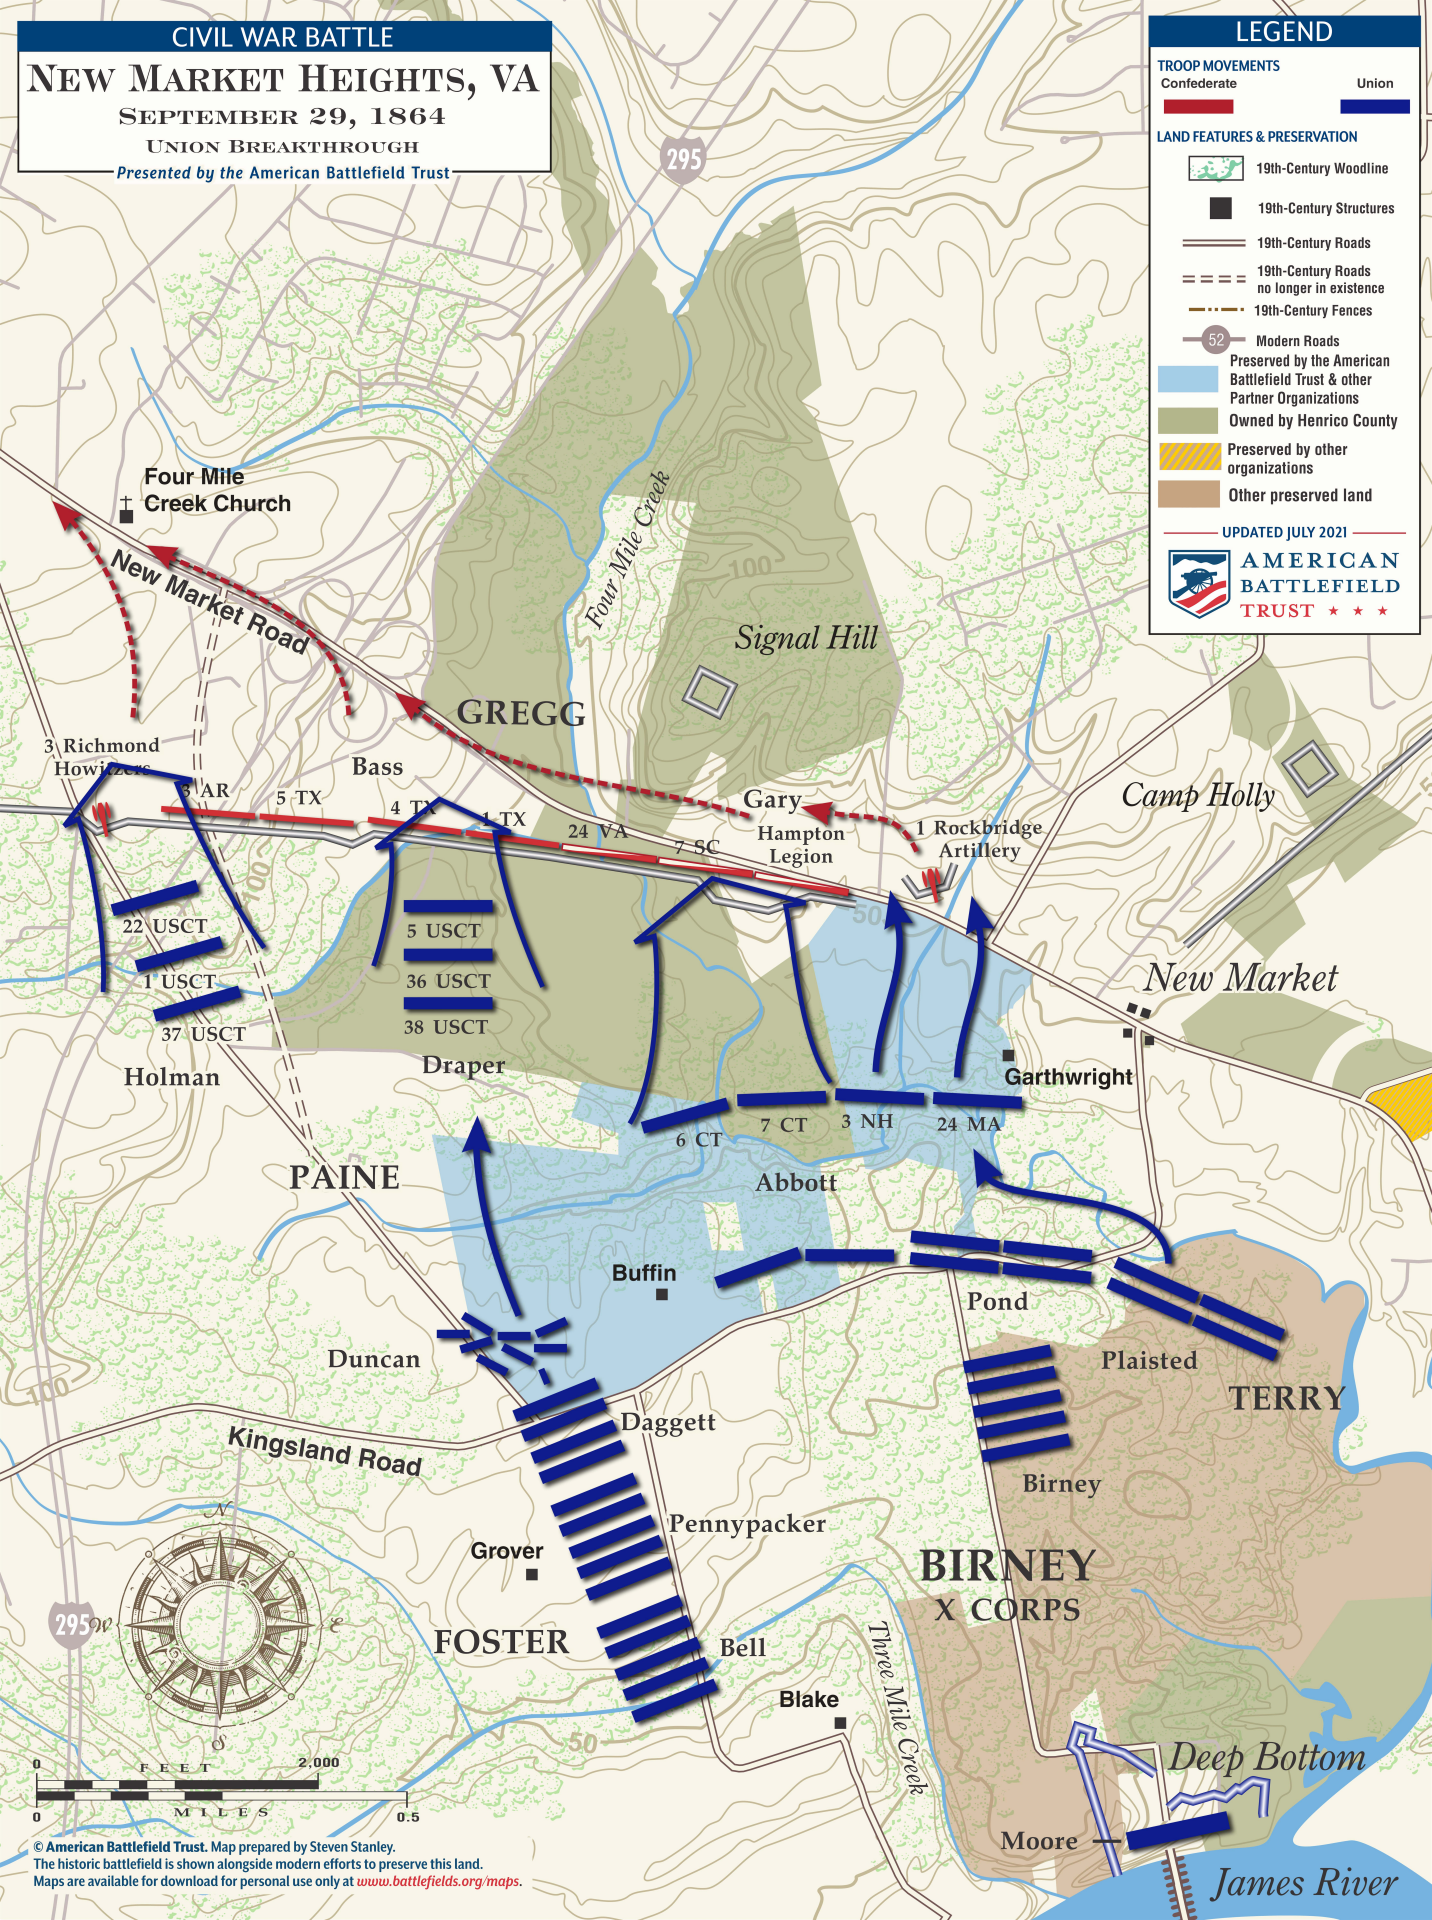 CIVIL WAR BATTLE
NEW MARKET HEIGHTS, VA
SEPTEMBER 29, 1864
UNION BREAKTHROUGH
Presented by the American Battlefield Trust
LEGEND
TROOP MOVEMENTS
Confederate
Union
LAND FEATURES & PRESERVATION
19th-Century Woodline
19th-Century Structures
19th-Century Roads
19th-Century Roads
no longer in existence
19th-Century Fences
52
Modern Roads
Preserved by the American
Battlefield Trust & other
Partner Organizations
Owned by Henrico County
Preserved by other
organizations
Other preserved land
UPDATED JULY 2021
AMERICAN
BATTLEFIELD
TRUST
295
Four Mile
Creek Church
New Market Road
Four Mile Creek
100
Signal Hill
GREGG
3 Richmond
Howitzers
3 AR
5 TX
Bass
4 TX
1 TX
24 VA
7 SC
Gary
Hampton
Legion
1 Rockbridge
Artillery
Camp Holly
50
100
50
22 USCT
1 USCT
37 USCT
Holman
5 USCT
36 USCT
38 USCT
Draper
New Market
Garthwright
6 CT
7 CT
3 NH
24 MA
Abbott
PAINE
Buffin
Pond
Duncan
Plaisted
TERRY
100
Daggett
Kingsland Road
Birney
Pennypacker
Grover
BIRNEY
X CORPS
FOSTER
Bell
Blake
Three Mile Creek
50
295
N
W
E
S
Deep Bottom
Moore
James River
0
FEET
2,000
0
MILES
0.5
© American Battlefield Trust. Map prepared by Steven Stanley.
The historic battlefield is shown alongside modern efforts to preserve this land.
Maps are available for download for personal use only at www.battlefields.org/maps.